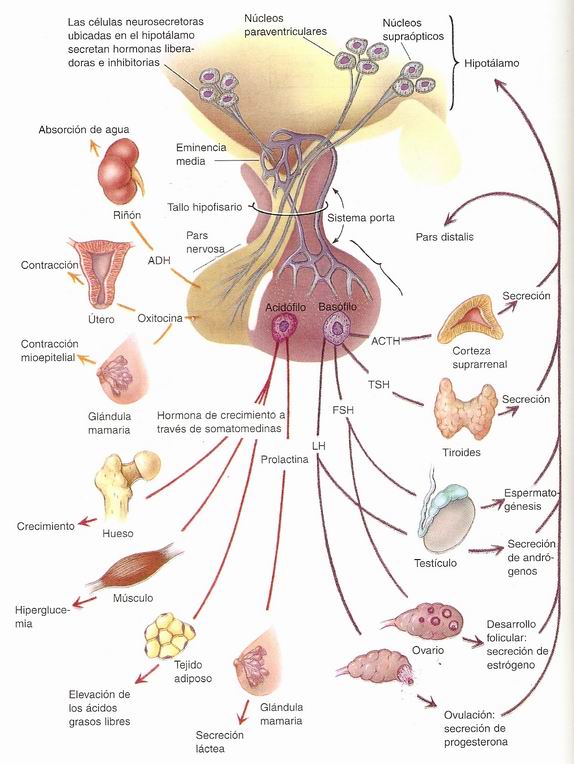 Las células neurosecretoras
ubicadas en el hipotálamo
secretan hormonas libera-
doras e inhibitorias
Núcleos
paraventriculares
Núcleos
supraópticos
Hipotálamo
Absorción de agua
Eminencia
media
Riñón
Tallo hipofisario
Sistema porta
Pars
nervosa
Pars distalis
Contracción
ADH
Útero
Oxitocina
Acidófilo
Basófilo
Secreción
ACTH
Corteza
suprarrenal
Contracción
mioepitelial
TSH
Secreción
Glándula
mamaria
Hormona de crecimiento a
través de somatomedinas
FSH
LH
Tiroides
Prolactina
Espermato-
génesis
Crecimiento
Hueso
Testículo
Secreción
de andró-
genos
Músculo
Hipergluce-
mia
Ovario
Desarrollo
folicular:
secreción de
estrógeno
Tejido
adiposo
Elevación de
los ácidos
grasos libres
Glándula
mamaria
Secreción
láctea
Ovulación:
secreción de
progesterona